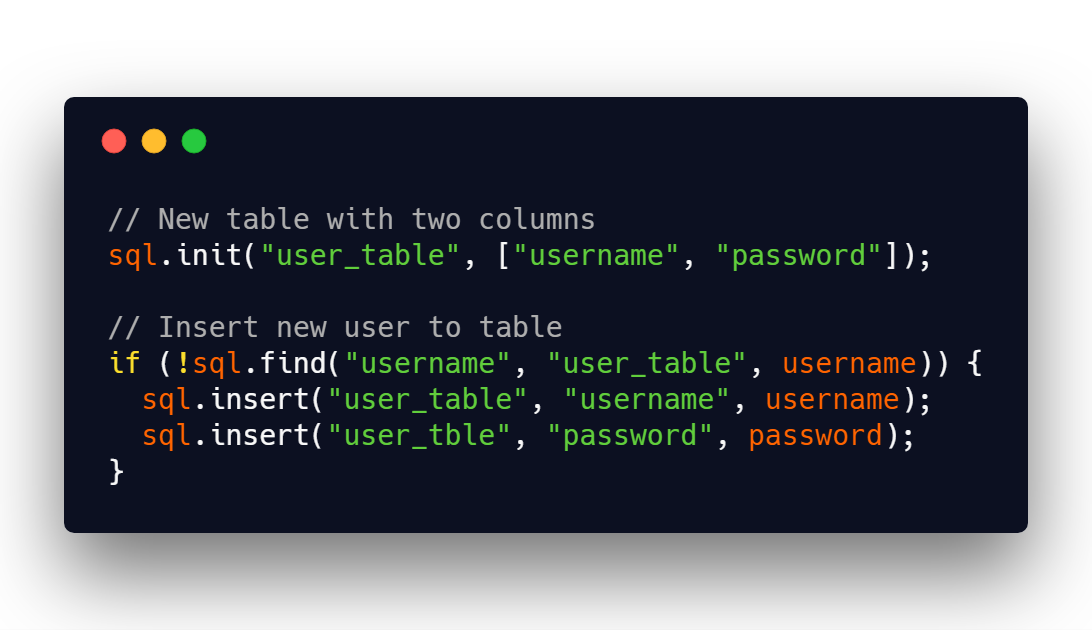 // New table with two columns
sql.init("user_table", ["username", "password"]);
// Insert new user to table
if (!sql.find("username", "user_table", username)) {
  sql.insert("user_table", "username", username);
  sql.insert("user_tble", "password", password);
}